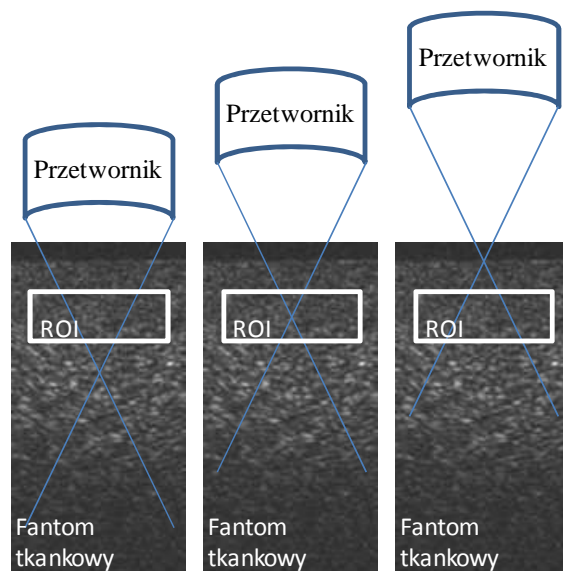 Przetwornik
Przetwornik
Przetwornik
ROI
ROI
ROI
Fantom
tkankowy
Fantom
tkankowy
Fantom
tkankowy